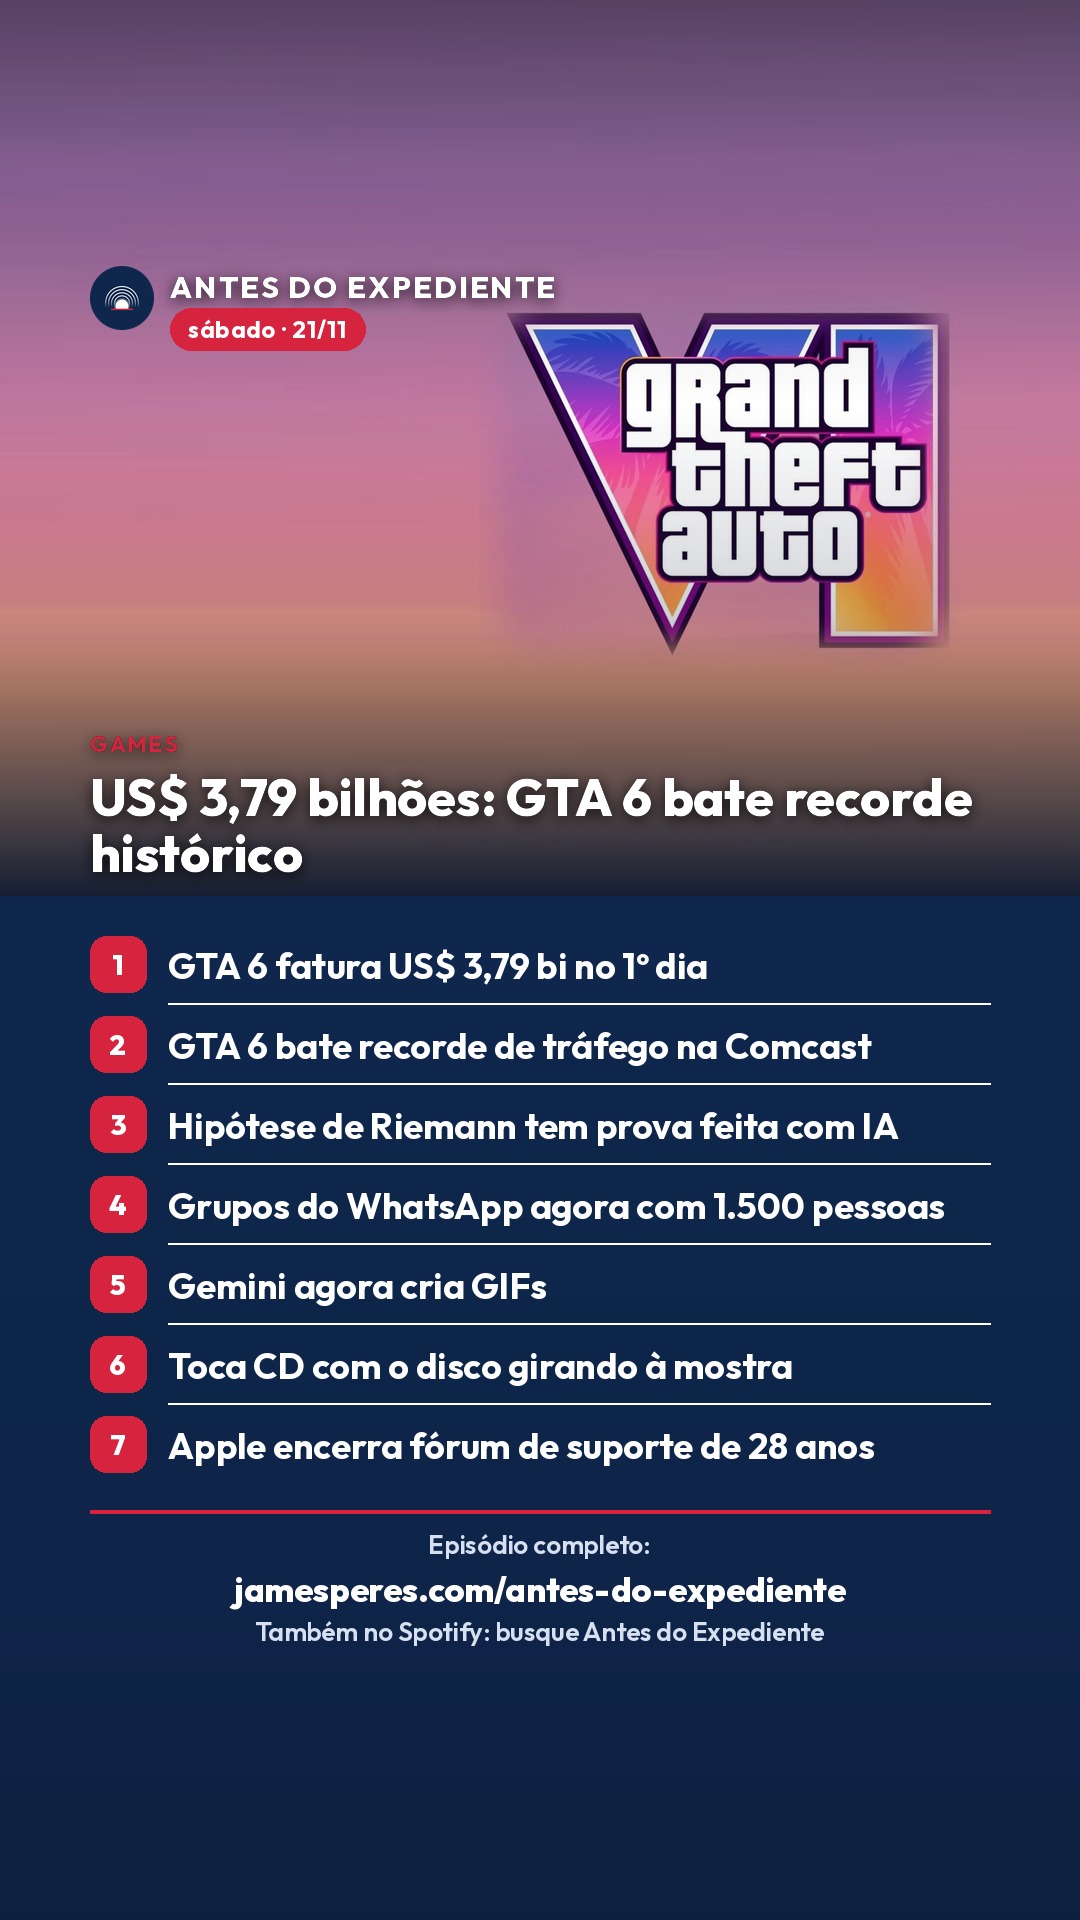 ANTES DO EXPEDIENTE
sábado · 21/11
grand
theft
auto
VI
GAMES
US$ 3,79 bilhões: GTA 6 bate recorde
histórico
1 GTA 6 fatura US$ 3,79 bi no 1º dia
2 GTA 6 bate recorde de tráfego na Comcast
3 Hipótese de Riemann tem prova feita com IA
4 Grupos do WhatsApp agora com 1.500 pessoas
5 Gemini agora cria GIFs
6 Toca CD com o disco girando à mostra
7 Apple encerra fórum de suporte de 28 anos
Episódio completo:
jamesperes.com/antes-do-expediente
Também no Spotify: busque Antes do Expediente